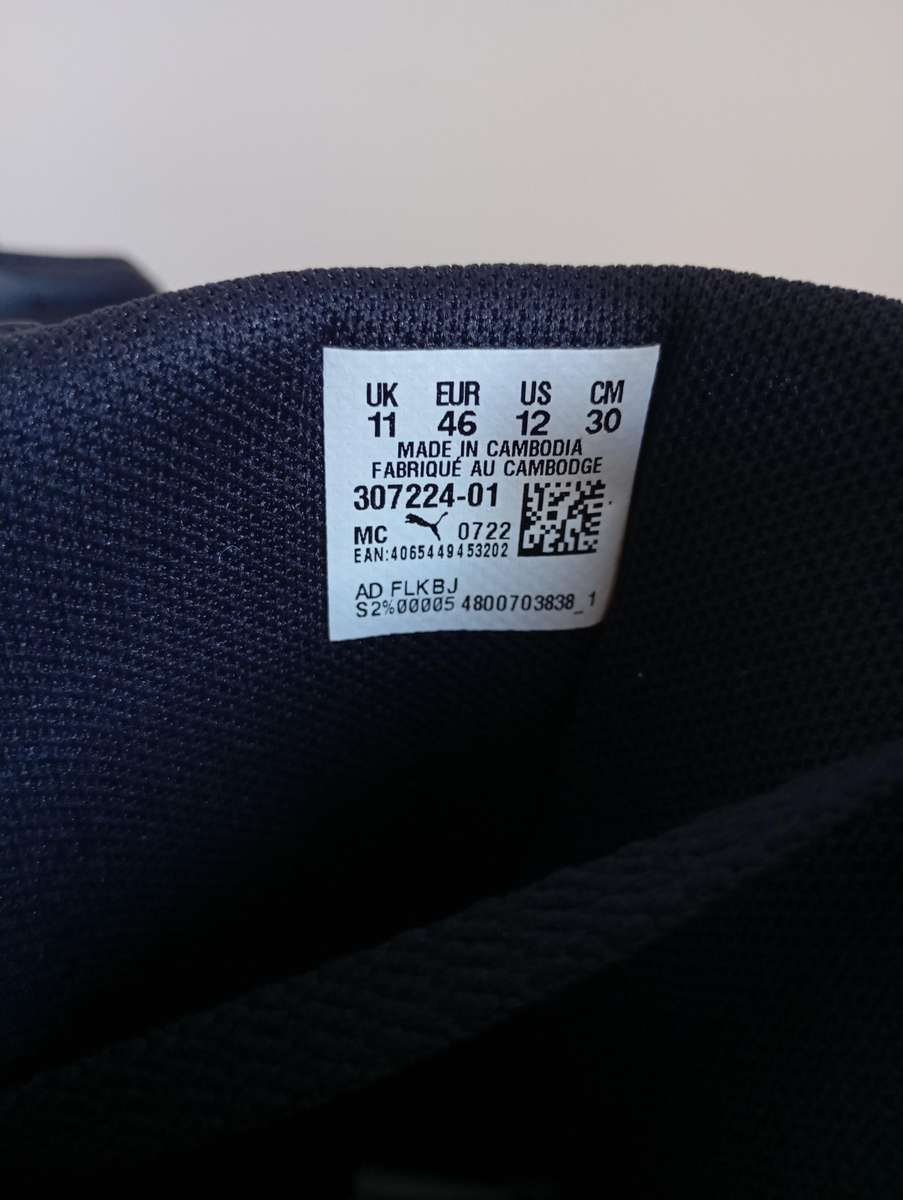 UK EUR US CM
11 46 12 30
MADE IN CAMBODIA
FABRIQUÉ AU CAMBODGE
307224-01
MC 0722
EAN:4065449453202
AD FLKBJ
S2%00005 4800703838_1